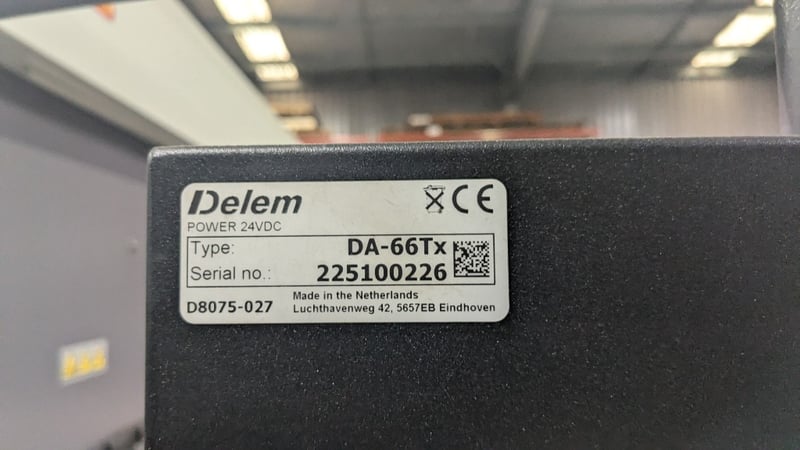 Delem
POWER 24VDC
Type: DA-66Tx
Serial no.: 225100226
D8075-027
Made in the Netherlands
Luchthavenweg 42, 5657EB Eindhoven